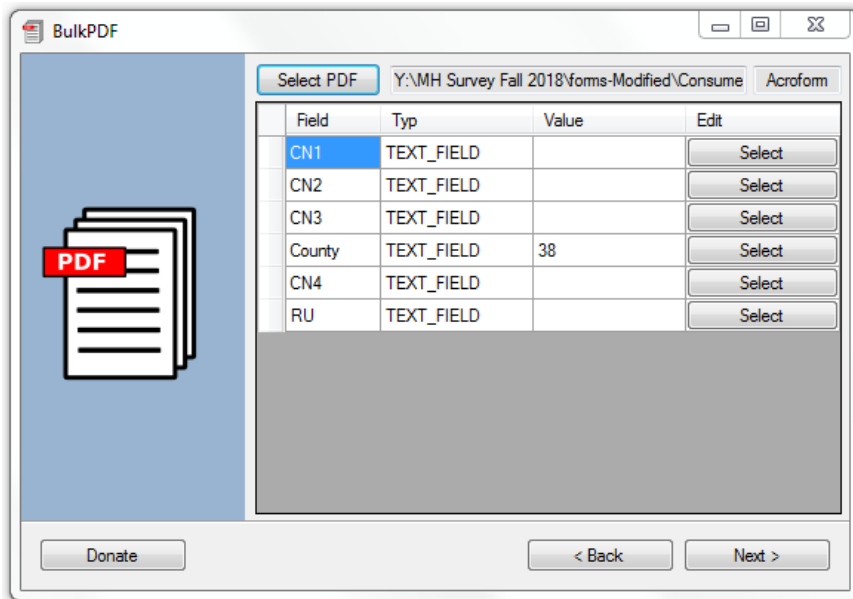 BulkPDF
Select PDF Y:\MH Survey Fall 2018\forms-Modified\Consume Acroform
Field Typ Value Edit
CN1 TEXT_FIELD Select
CN2 TEXT_FIELD Select
CN3 TEXT_FIELD Select
County TEXT_FIELD 38 Select
CN4 TEXT_FIELD Select
RU TEXT_FIELD Select
PDF
Donate < Back Next >